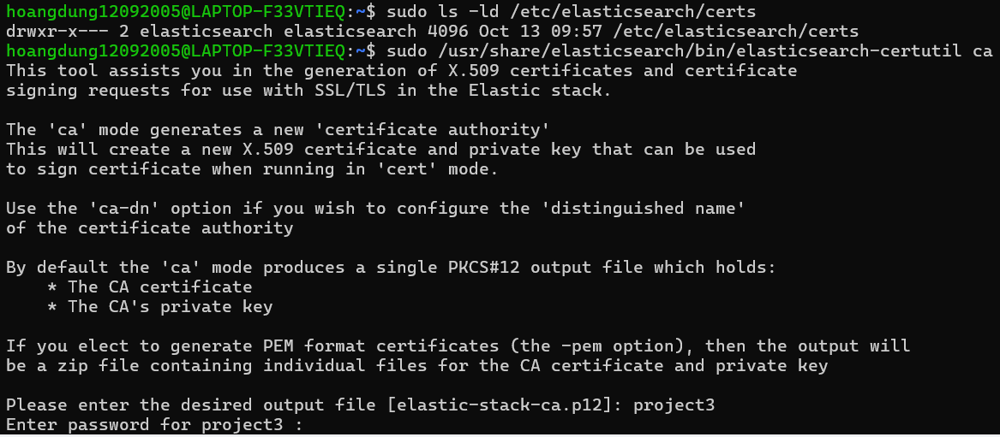 hoangdung12092005@LAPTOP-F33VTIEQ:~$ sudo ls -ld /etc/elasticsearch/certs
drwxr-x--- 2 elasticsearch elasticsearch 4096 Oct 13 09:57 /etc/elasticsearch/certs
hoangdung12092005@LAPTOP-F33VTIEQ:~$ sudo /usr/share/elasticsearch/bin/elasticsearch-certutil ca
This tool assists you in the generation of X.509 certificates and certificate
signing requests for use with SSL/TLS in the Elastic stack.

The 'ca' mode generates a new 'certificate authority'
This will create a new X.509 certificate and private key that can be used
to sign certificate when running in 'cert' mode.

Use the 'ca-dn' option if you wish to configure the 'distinguished name'
of the certificate authority

By default the 'ca' mode produces a single PKCS#12 output file which holds:
    * The CA certificate
    * The CA's private key

If you elect to generate PEM format certificates (the -pem option), then the output will
be a zip file containing individual files for the CA certificate and private key

Please enter the desired output file [elastic-stack-ca.p12]: project3
Enter password for project3 :